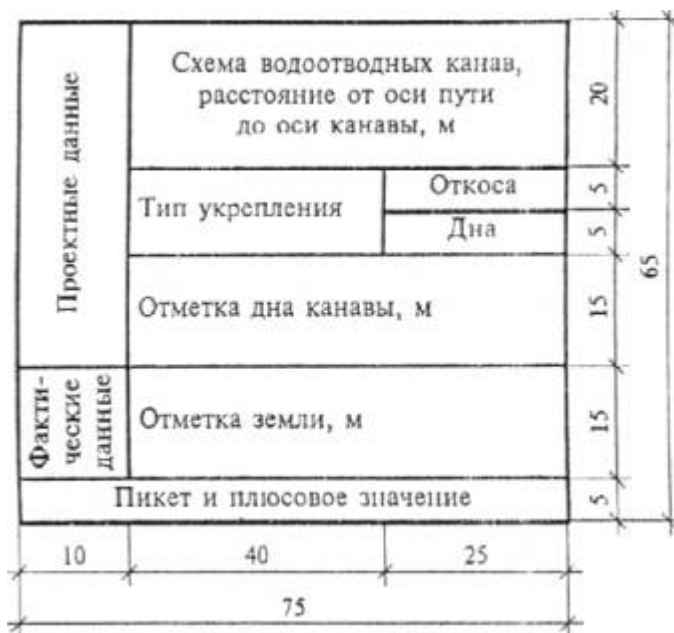 Проектные данные
Схема водоотводных канав,
расстояние от оси пути
до оси канавы, м
Тип укрепления
Откоса
Дна
Отметка дна канавы, м
Факти-
ческие
данные
Отметка земли, м
Пикет и плюсовое значение
20
5
5
15
15
5
65
10
40
25
75